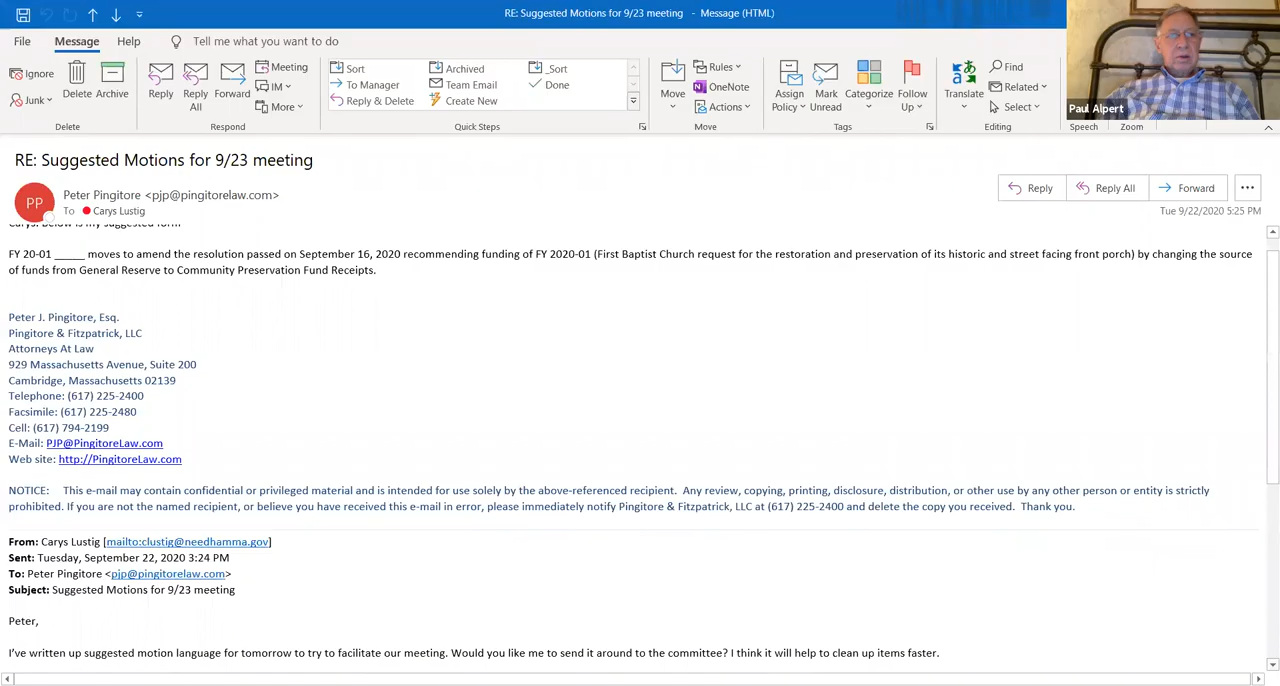 RE: Suggested Motions for 9/23 meeting - Message (HTML)
File Message Help Tell me what you want to do
Ignore
Junk
Delete
Archive
Delete
Reply
Reply All
Forward
Meeting
IM
More
Respond
Sort
To Manager
Reply & Delete
Archived
Team Email
Create New
_Sort
Done
Quick Steps
Move
Rules
OneNote
Actions
Move
Assign Policy
Mark Unread
Categorize
Follow Up
Tags
Translate
Find
Related
Select
Editing
Speech
Zoom
Paul Alpert
RE: Suggested Motions for 9/23 meeting
PP
Peter Pingitore <pjp@pingitorelaw.com>
To Carys Lustig
Reply Reply All Forward
Tue 9/22/2020 5:25 PM
Carys: Below is my suggested form
FY 20-01 _____ moves to amend the resolution passed on September 16, 2020 recommending funding of FY 2020-01 (First Baptist Church request for the restoration and preservation of its historic and street facing front porch) by changing the source
of funds from General Reserve to Community Preservation Fund Receipts.
Peter J. Pingitore, Esq.
Pingitore & Fitzpatrick, LLC
Attorneys At Law
929 Massachusetts Avenue, Suite 200
Cambridge, Massachusetts 02139
Telephone: (617) 225-2400
Facsimile: (617) 225-2480
Cell: (617) 794-2199
E-Mail: PJP@PingitoreLaw.com
Web site: http://PingitoreLaw.com
NOTICE: This e-mail may contain confidential or privileged material and is intended for use solely by the above-referenced recipient. Any review, copying, printing, disclosure, distribution, or other use by any other person or entity is strictly
prohibited. If you are not the named recipient, or believe you have received this e-mail in error, please immediately notify Pingitore & Fitzpatrick, LLC at (617) 225-2400 and delete the copy you received. Thank you.
From: Carys Lustig [mailto:clustig@needhamma.gov]
Sent: Tuesday, September 22, 2020 3:24 PM
To: Peter Pingitore <pjp@pingitorelaw.com>
Subject: Suggested Motions for 9/23 meeting
Peter,
I've written up suggested motion language for tomorrow to try to facilitate our meeting. Would you like me to send it around to the committee? I think it will help to clean up items faster.